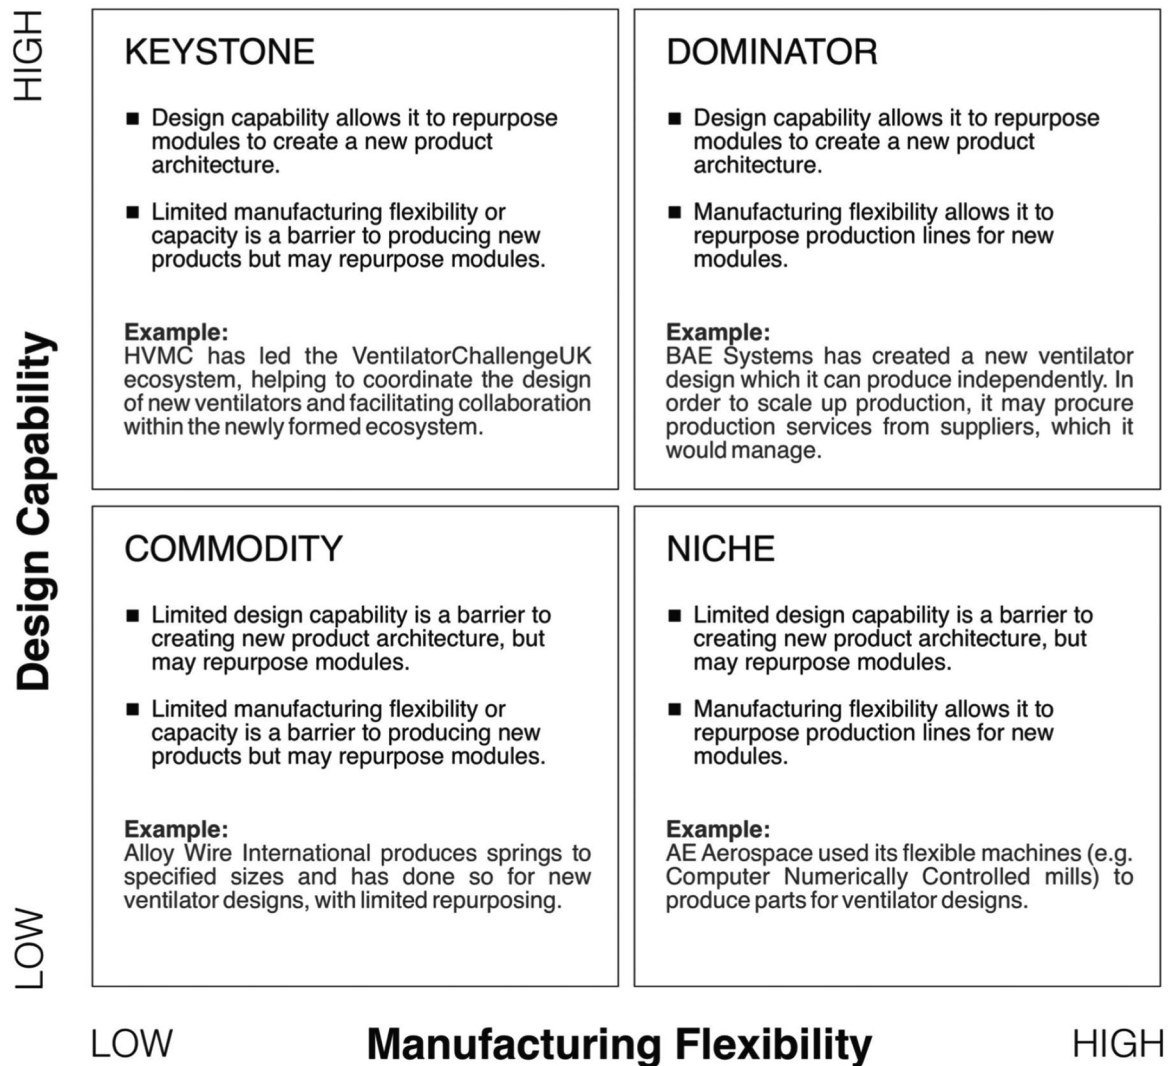 HIGH
KEYSTONE
■ Design capability allows it to repurpose
modules to create a new product
architecture.
■ Limited manufacturing flexibility or
capacity is a barrier to producing new
products but may repurpose modules.
Example:
HVMC has led the VentilatorChallengeUK
ecosystem, helping to coordinate the design
of new ventilators and facilitating collaboration
within the newly formed ecosystem.
DOMINATOR
■ Design capability allows it to repurpose
modules to create a new product
architecture.
■ Manufacturing flexibility allows it to
repurpose production lines for new
modules.
Example:
BAE Systems has created a new ventilator
design which it can produce independently. In
order to scale up production, it may procure
production services from suppliers, which it
would manage.
Design Capability
COMMODITY
■ Limited design capability is a barrier to
creating new product architecture, but
may repurpose modules.
■ Limited manufacturing flexibility or
capacity is a barrier to producing new
products but may repurpose modules.
Example:
Alloy Wire International produces springs to
specified sizes and has done so for new
ventilator designs, with limited repurposing.
NICHE
■ Limited design capability is a barrier to
creating new product architecture, but
may repurpose modules.
■ Manufacturing flexibility allows it to
repurpose production lines for new
modules.
Example:
AE Aerospace used its flexible machines (e.g.
Computer Numerically Controlled mills) to
produce parts for ventilator designs.
LOW
LOW
Manufacturing Flexibility
HIGH